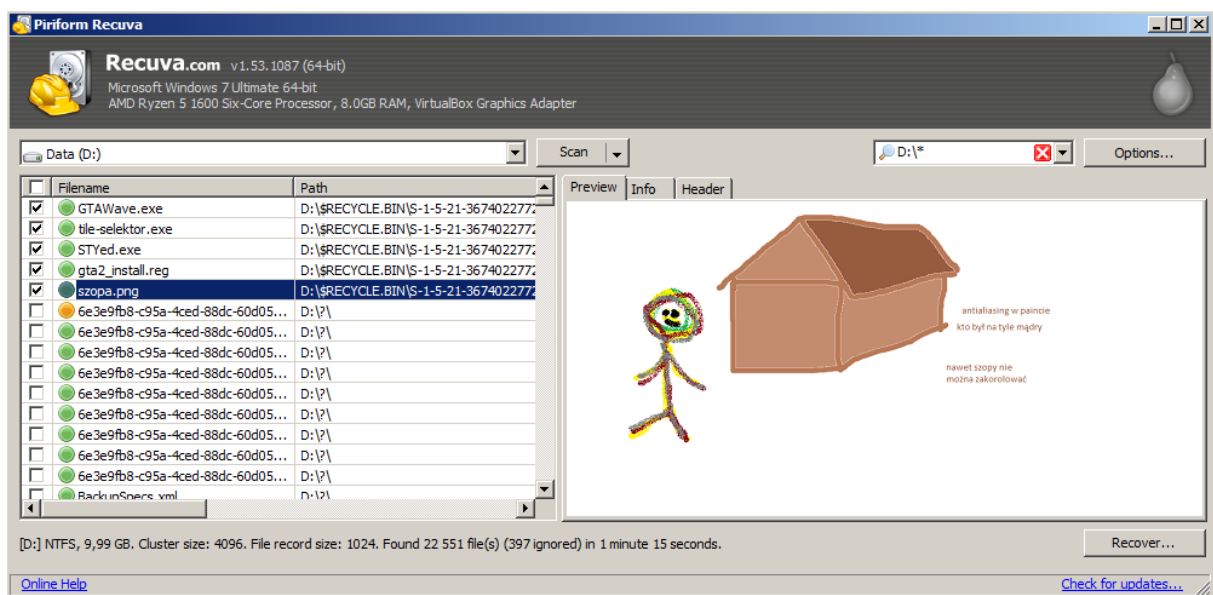 Piriform Recuva
Recuva.com v1.53.1087 (64-bit)
Microsoft Windows 7 Ultimate 64-bit
AMD Ryzen 5 1600 Six-Core Processor, 8.0GB RAM, VirtualBox Graphics Adapter
Data (D:) Scan D:\* Options...
Filename Path
GTAWave.exe D:\$RECYCLE.BIN\S-1-5-21-3674022772
tile-selektor.exe D:\$RECYCLE.BIN\S-1-5-21-3674022772
STYed.exe D:\$RECYCLE.BIN\S-1-5-21-3674022772
gta2_install.reg D:\$RECYCLE.BIN\S-1-5-21-3674022772
szopa.png D:\$RECYCLE.BIN\S-1-5-21-3674022772
6e3e9fb8-c95a-4ced-88dc-60d05... D:\?\
6e3e9fb8-c95a-4ced-88dc-60d05... D:\?\
6e3e9fb8-c95a-4ced-88dc-60d05... D:\?\
6e3e9fb8-c95a-4ced-88dc-60d05... D:\?\
6e3e9fb8-c95a-4ced-88dc-60d05... D:\?\
6e3e9fb8-c95a-4ced-88dc-60d05... D:\?\
6e3e9fb8-c95a-4ced-88dc-60d05... D:\?\
6e3e9fb8-c95a-4ced-88dc-60d05... D:\?\
6e3e9fb8-c95a-4ced-88dc-60d05... D:\?\
BackupSpecs.xml D:\?\
Preview Info Header
antialiasing w paincie
kto był na tyle mądry
nawet szopy nie
można zakorolować
[D:] NTFS, 9,99 GB. Cluster size: 4096. File record size: 1024. Found 22 551 file(s) (397 ignored) in 1 minute 15 seconds.
Recover...
Online Help Check for updates...